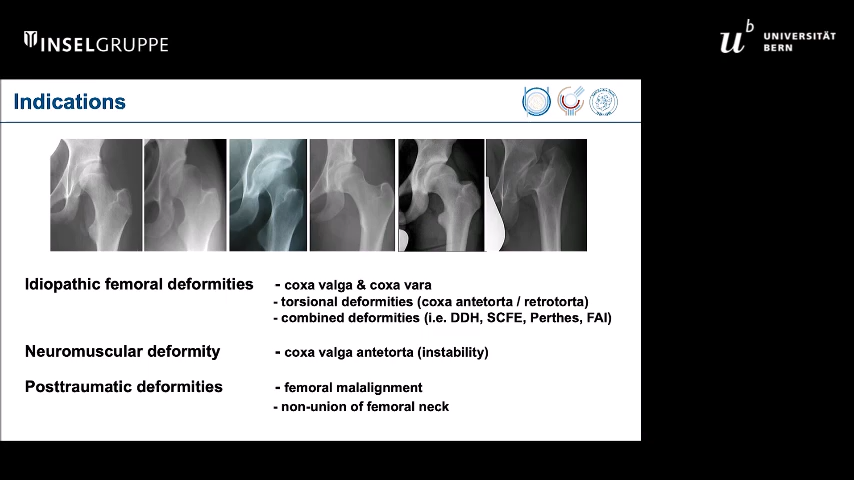 INSELGRUPPE
u
b
UNIVERSITÄT
BERN
Indications
Idiopathic femoral deformities - coxa valga & coxa vara
- torsional deformities (coxa antetorta / retrotorta)
- combined deformities (i.e. DDH, SCFE, Perthes, FAI)
Neuromuscular deformity - coxa valga antetorta (instability)
Posttraumatic deformities - femoral malalignment
- non-union of femoral neck